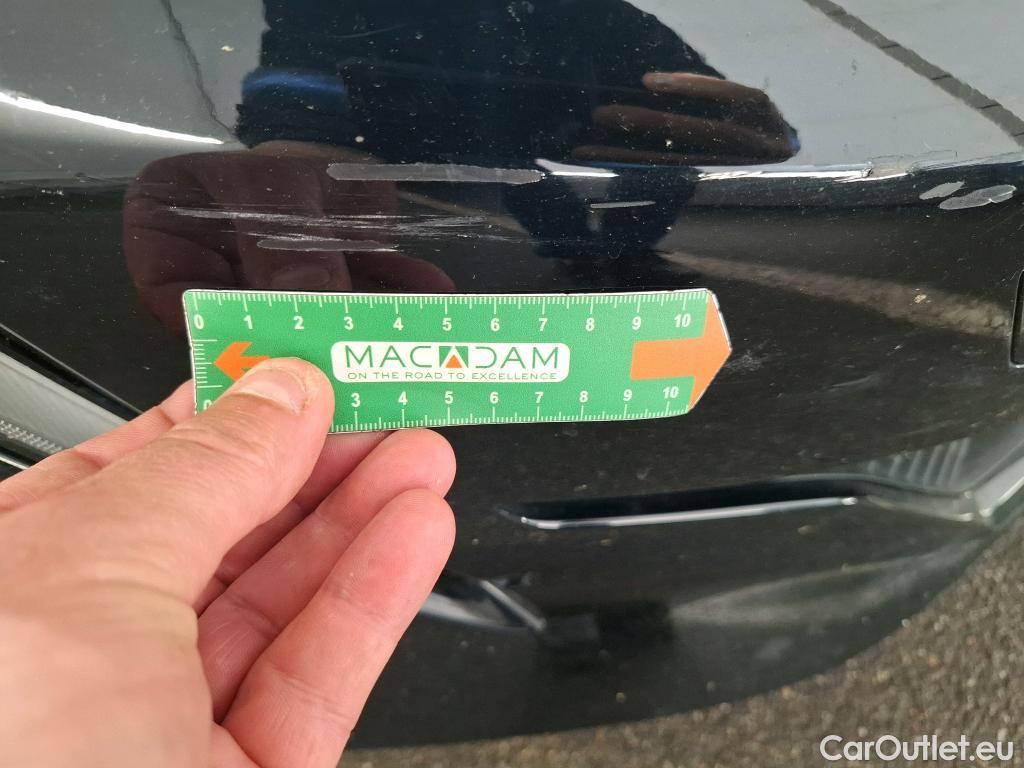 0 1 2 3 4 5 6 7 8 9 10
MACADAM
ON THE ROAD TO EXCELLENCE
0 3 4 5 6 7 8 9 10
CarOutlet.eu